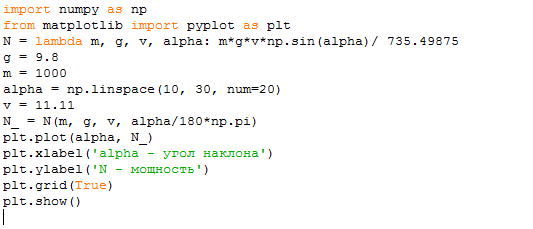 import numpy as np
from matplotlib import pyplot as plt
N = lambda m, g, v, alpha: m*g*v*np.sin(alpha)/ 735.49875
g = 9.8
m = 1000
alpha = np.linspace(10, 30, num=20)
v = 11.11
N_ = N(m, g, v, alpha/180*np.pi)
plt.plot(alpha, N_)
plt.xlabel('alpha - угол наклона')
plt.ylabel('N - мощность')
plt.grid(True)
plt.show()